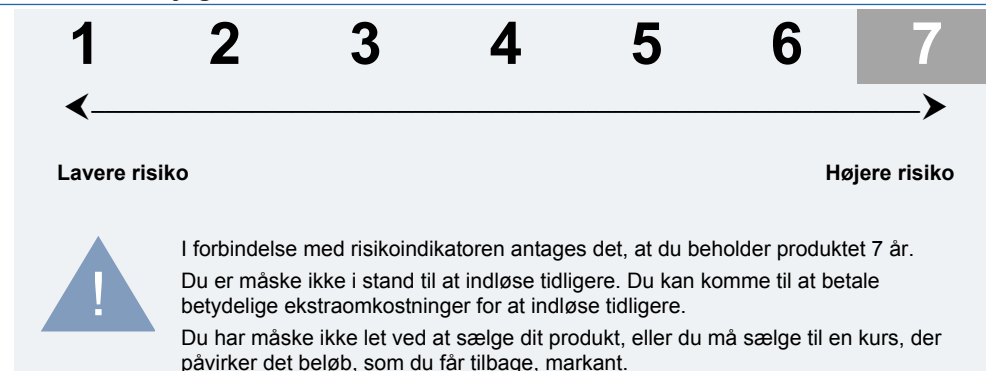 1 2 3 4 5 6 7
Lavere risiko Højere risiko
!
I forbindelse med risikoindikatoren antages det, at du beholder produktet 7 år.
Du er måske ikke i stand til at indløse tidligere. Du kan komme til at betale
betydelige ekstraomkostninger for at indløse tidligere.
Du har måske ikke let ved at sælge dit produkt, eller du må sælge til en kurs, der
påvirker det beløb, som du får tilbage, markant.